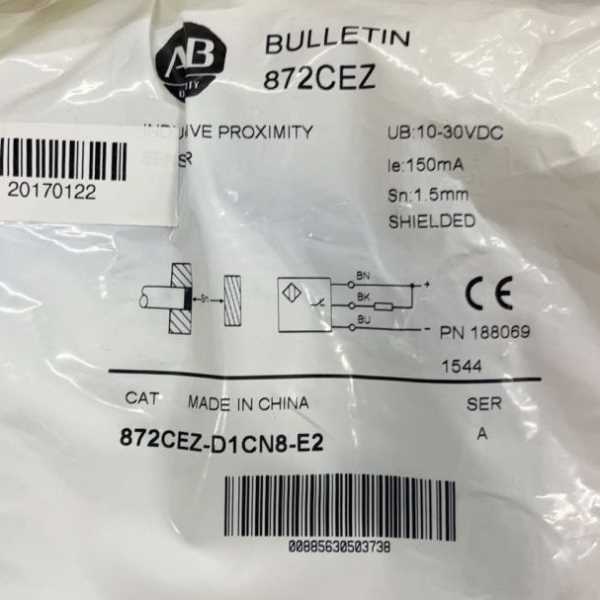 AB
BULLETIN
872CEZ
PROXIMITY
UB:10-30VDC
Ie:150mA
Sn:1.5mm
SHIELDED
20170122
Sn
BN
+
BK
BU
-
CE
PN 188069
1544
CAT
MADE IN CHINA
SER
872CEZ-D1CN8-E2
A
00885630503738